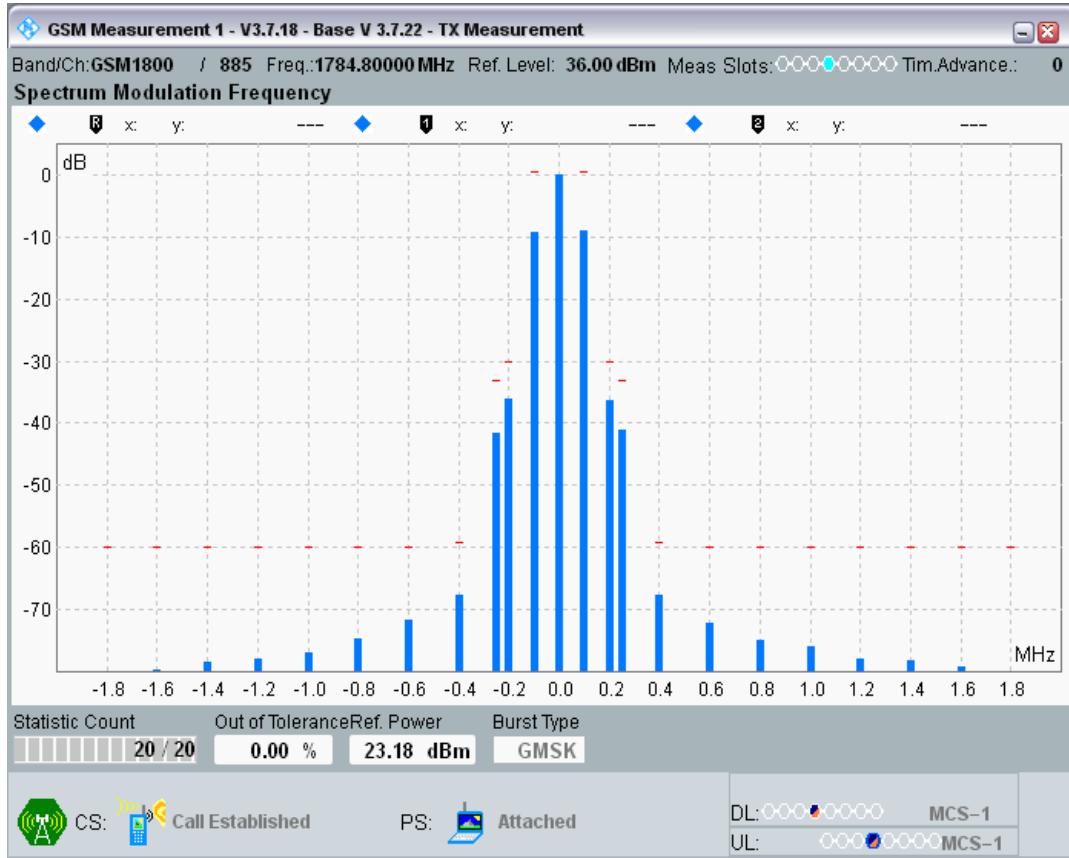 GSM Measurement 1 - V3.7.18 - Base V 3.7.22 - TX Measurement
Band/Ch:GSM1800 / 885 Freq.:1784.80000 MHz Ref. Level: 36.00 dBm Meas Slots: Tim.Advance.: 0
Spectrum Modulation Frequency
R x: y: --- 1 x: y: --- 2 x: y: ---
dB
0
-10
-20
-30
-40
-50
-60
-70
MHz
-1.8 -1.6 -1.4 -1.2 -1.0 -0.8 -0.6 -0.4 -0.2 0.0 0.2 0.4 0.6 0.8 1.0 1.2 1.4 1.6 1.8
Statistic Count Out of Tolerance Ref. Power Burst Type
20 / 20 0.00 % 23.18 dBm GMSK
CS: Call Established PS: Attached
DL: MCS-1
UL: MCS-1